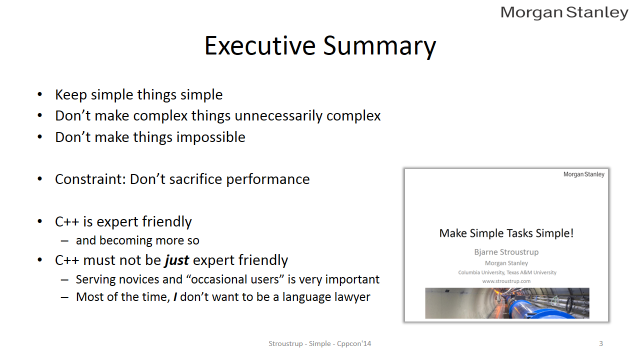 Morgan Stanley
Executive Summary
• Keep simple things simple
• Don't make complex things unnecessarily complex
• Don't make things impossible
• Constraint: Don't sacrifice performance
• C++ is expert friendly
– and becoming more so
• C++ must not be just expert friendly
– Serving novices and “occasional users” is very important
– Most of the time, I don't want to be a language lawyer
Morgan Stanley
Make Simple Tasks Simple!
Bjarne Stroustrup
Morgan Stanley
Columbia University, Texas A&M University
www.stroustrup.com
Stroustrup - Simple - Cppcon'14
3